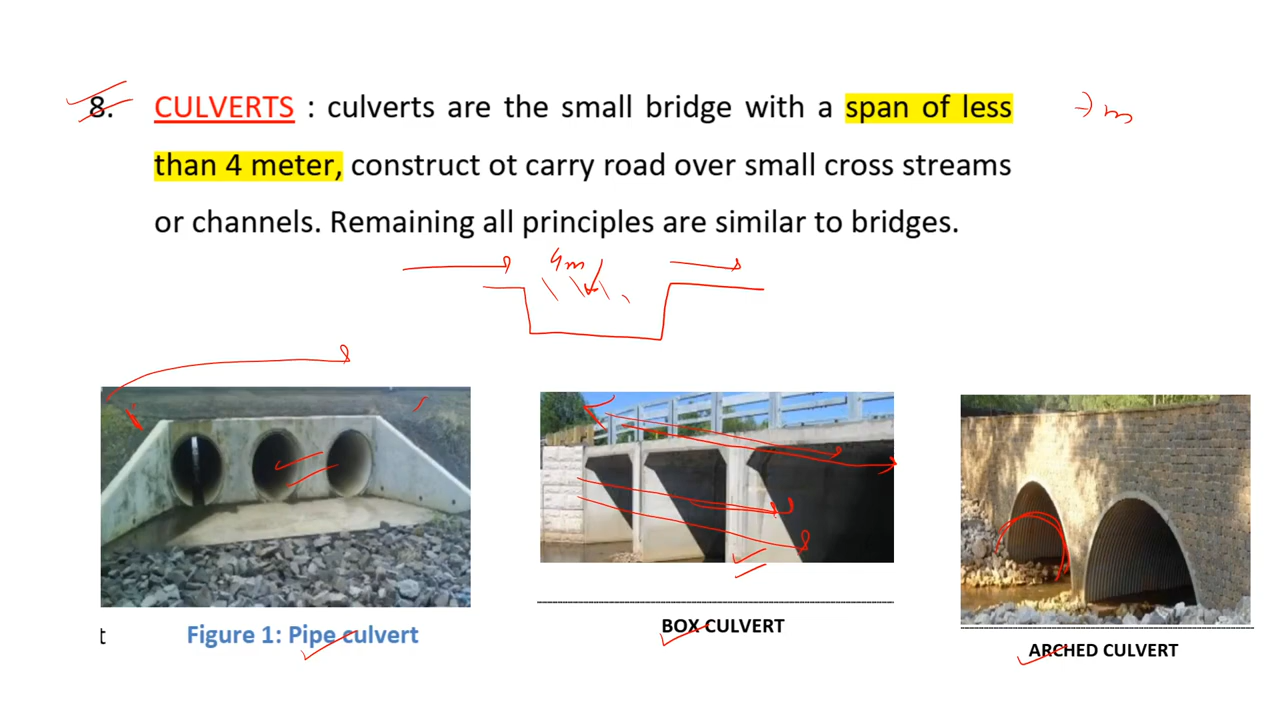 8. CULVERTS : culverts are the small bridge with a span of less
than 4 meter, construct ot carry road over small cross streams
or channels. Remaining all principles are similar to bridges.
4m
t
Figure 1: Pipe culvert
BOX CULVERT
ARCHED CULVERT